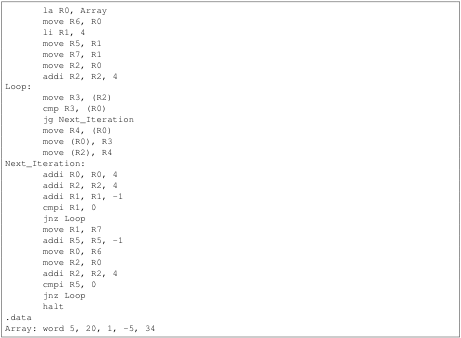 la R0, Array
move R6, R0
li R1, 4
move R5, R1
move R7, R1
move R2, R0
addi R2, R2, 4
Loop:
move R3, (R2)
cmp R3, (R0)
jg Next_Iteration
move R4, (R0)
move (R0), R3
move (R2), R4
Next_Iteration:
addi R0, R0, 4
addi R2, R2, 4
addi R1, R1, -1
cmpi R1, 0
jnz Loop
move R1, R7
addi R5, R5, -1
move R0, R6
move R2, R0
addi R2, R2, 4
cmpi R5, 0
jnz Loop
halt
.data
Array: word 5, 20, 1, -5, 34